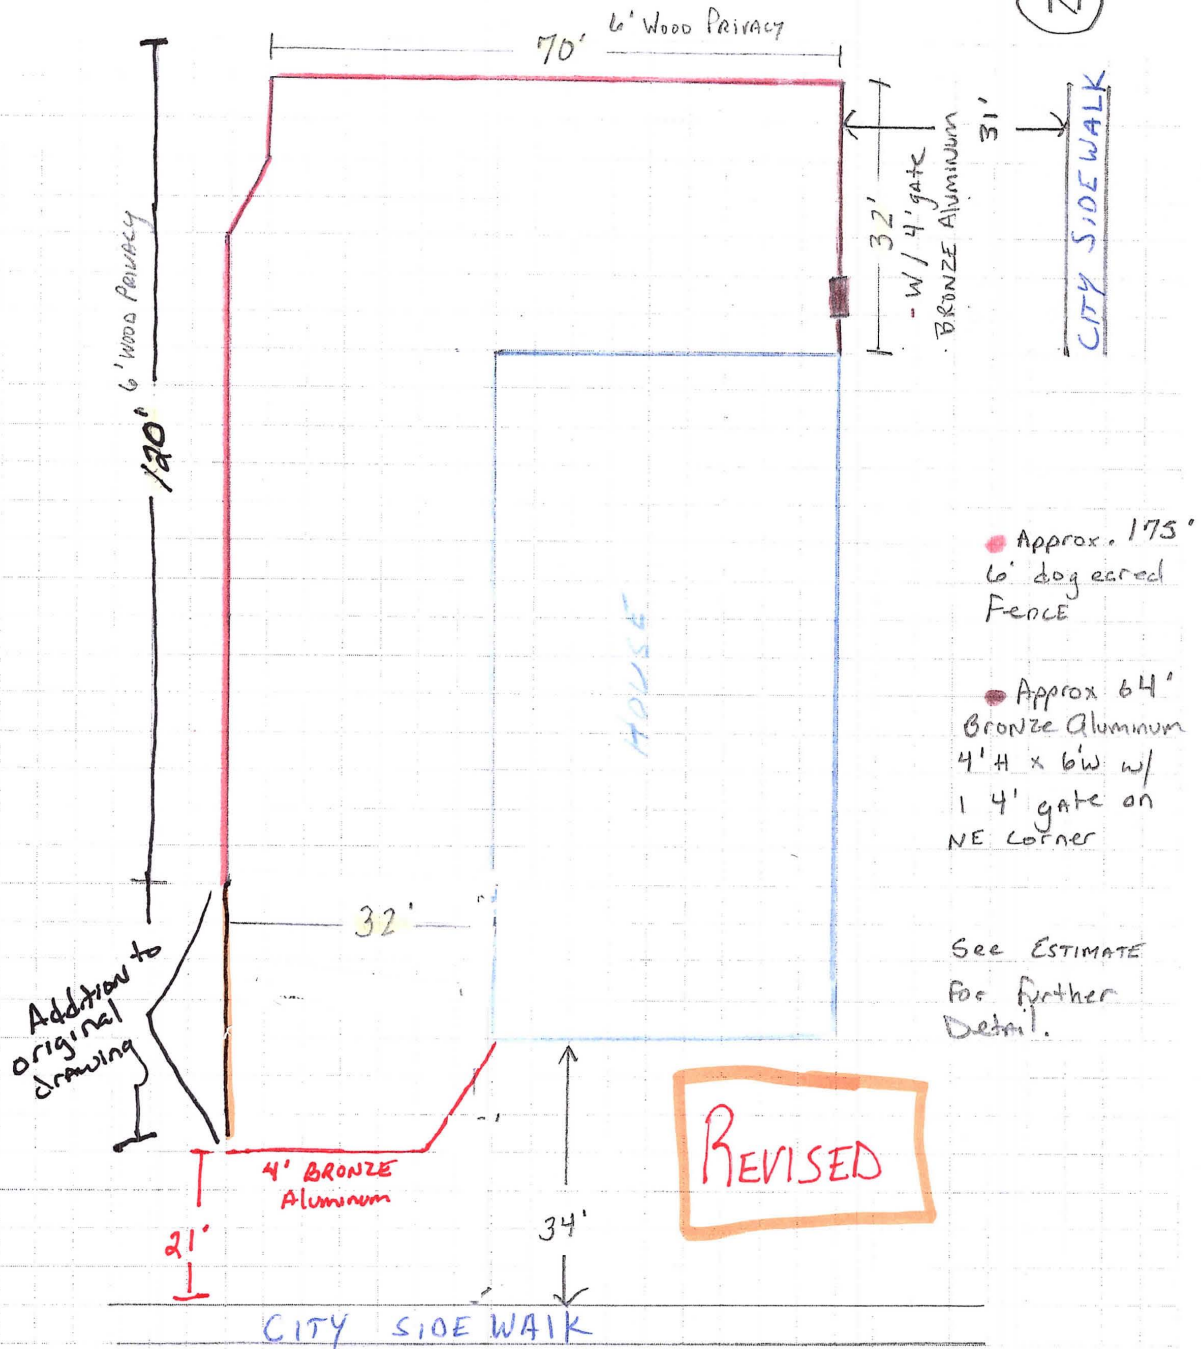 6' WOOD PRIVACY
70'
31'
CITY SIDEWALK
32'
- W/ 4' gAte
BRONZE Aluminum
6' WOOD PRIVACY
120'
Approx. 175'
6' dog eared
FenCE
HOUSE
Approx 64'
Bronze Aluminum
4' H x 6'W w/
1 4' gAte on
NE Corner
32'
See ESTIMATE
For Further
Detail.
Addition to
original
drawing
REVISED
4' BRONZE
Aluminum
21'
34'
CITY SIDEWALK